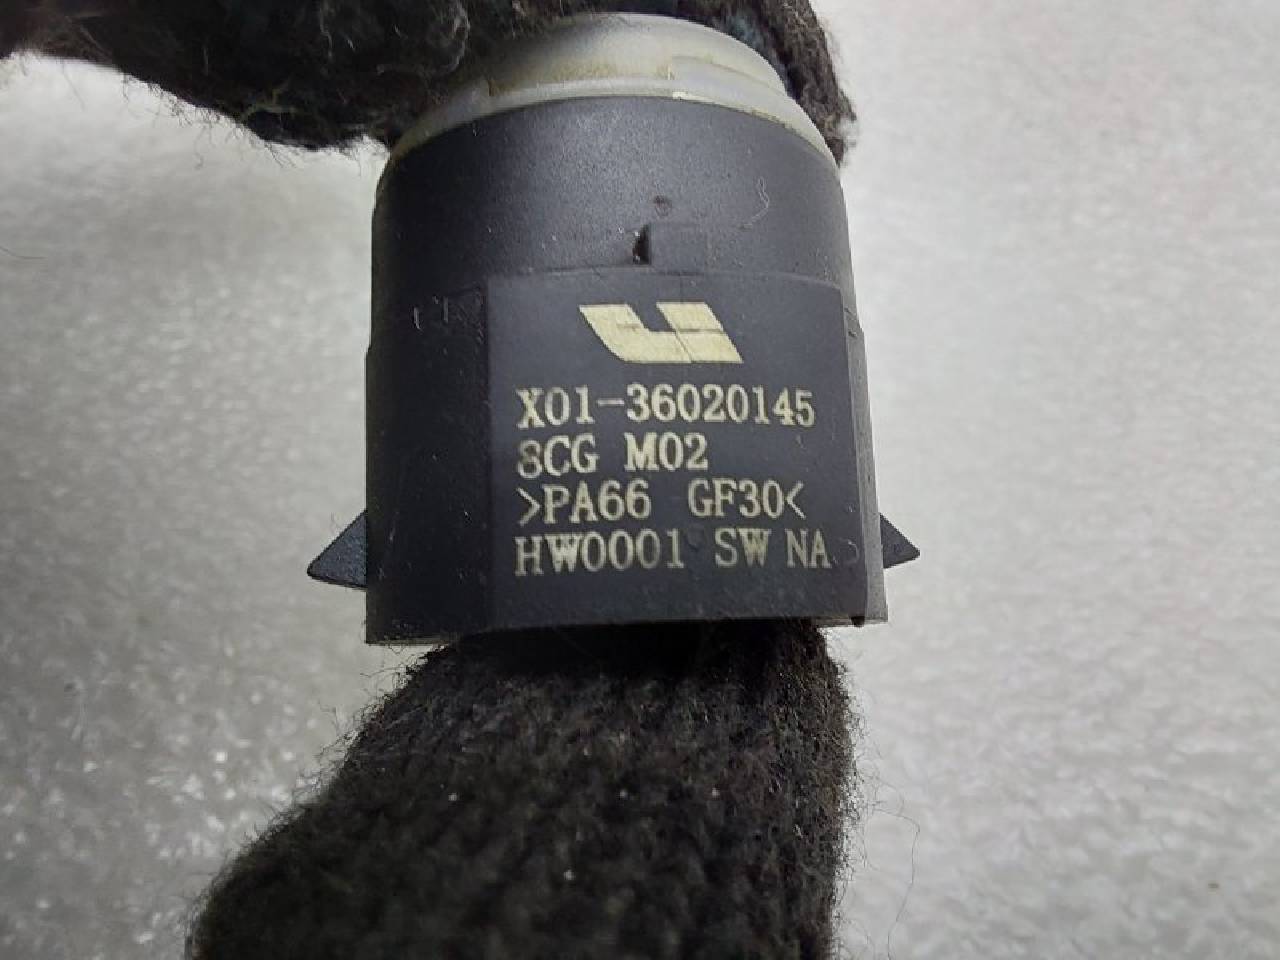 X01-36020145
8CG M02
>PA66 GF30<
HW0001 SW NA